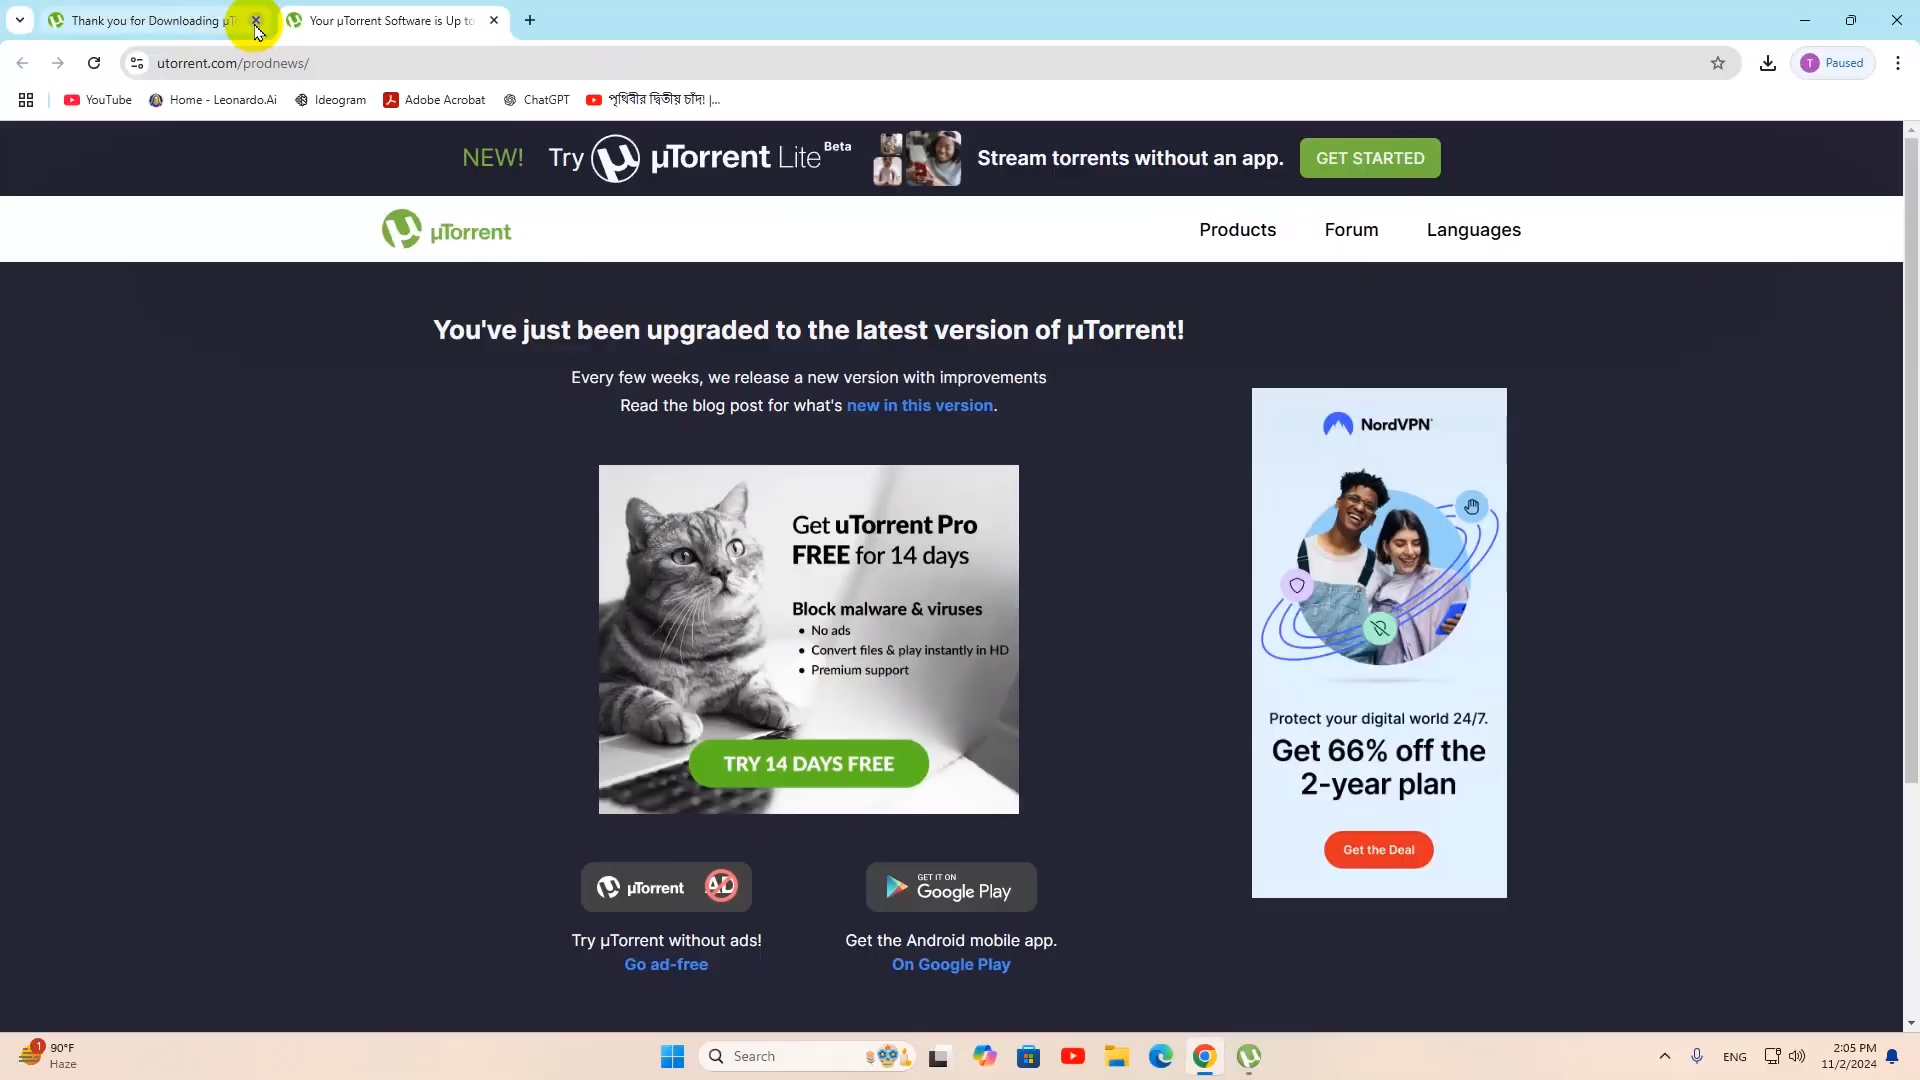 Thank you for Downloading µT
Your µTorrent Software is Up to
utorrent.com/prodnews/
T
Paused
YouTube
Home - Leonardo.Ai
Ideogram
Adobe Acrobat
ChatGPT
পৃথিবীর দ্বিতীয় চাঁদ! |...
NEW! Try µTorrent Lite Beta
Stream torrents without an app.
GET STARTED
µTorrent
Products
Forum
Languages
You've just been upgraded to the latest version of µTorrent!
Every few weeks, we release a new version with improvements
Read the blog post for what's new in this version.
Get uTorrent Pro
FREE for 14 days
Block malware & viruses
• No ads
• Convert files & play instantly in HD
• Premium support
TRY 14 DAYS FREE
NordVPN
Protect your digital world 24/7.
Get 66% off the
2-year plan
Get the Deal
µTorrent AD
GET IT ON
Google Play
Try µTorrent without ads!
Go ad-free
Get the Android mobile app.
On Google Play
1
90°F
Haze
Search
ENG
2:05 PM
11/2/2024